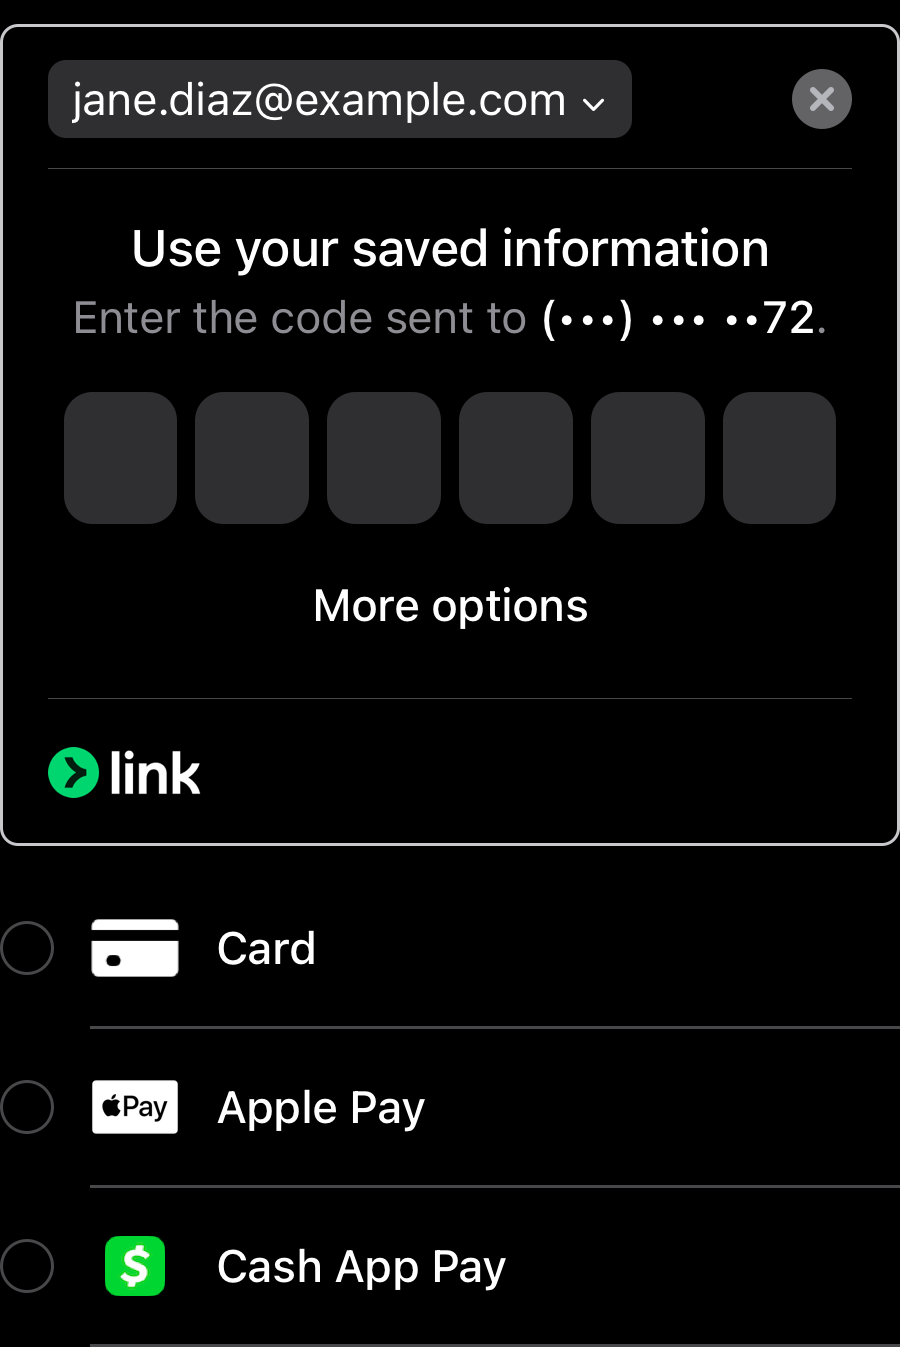 jane.diaz@example.com
Use your saved information
Enter the code sent to (•••) ••• ••72.
More options
link
Card
Pay
Apple Pay
$
Cash App Pay